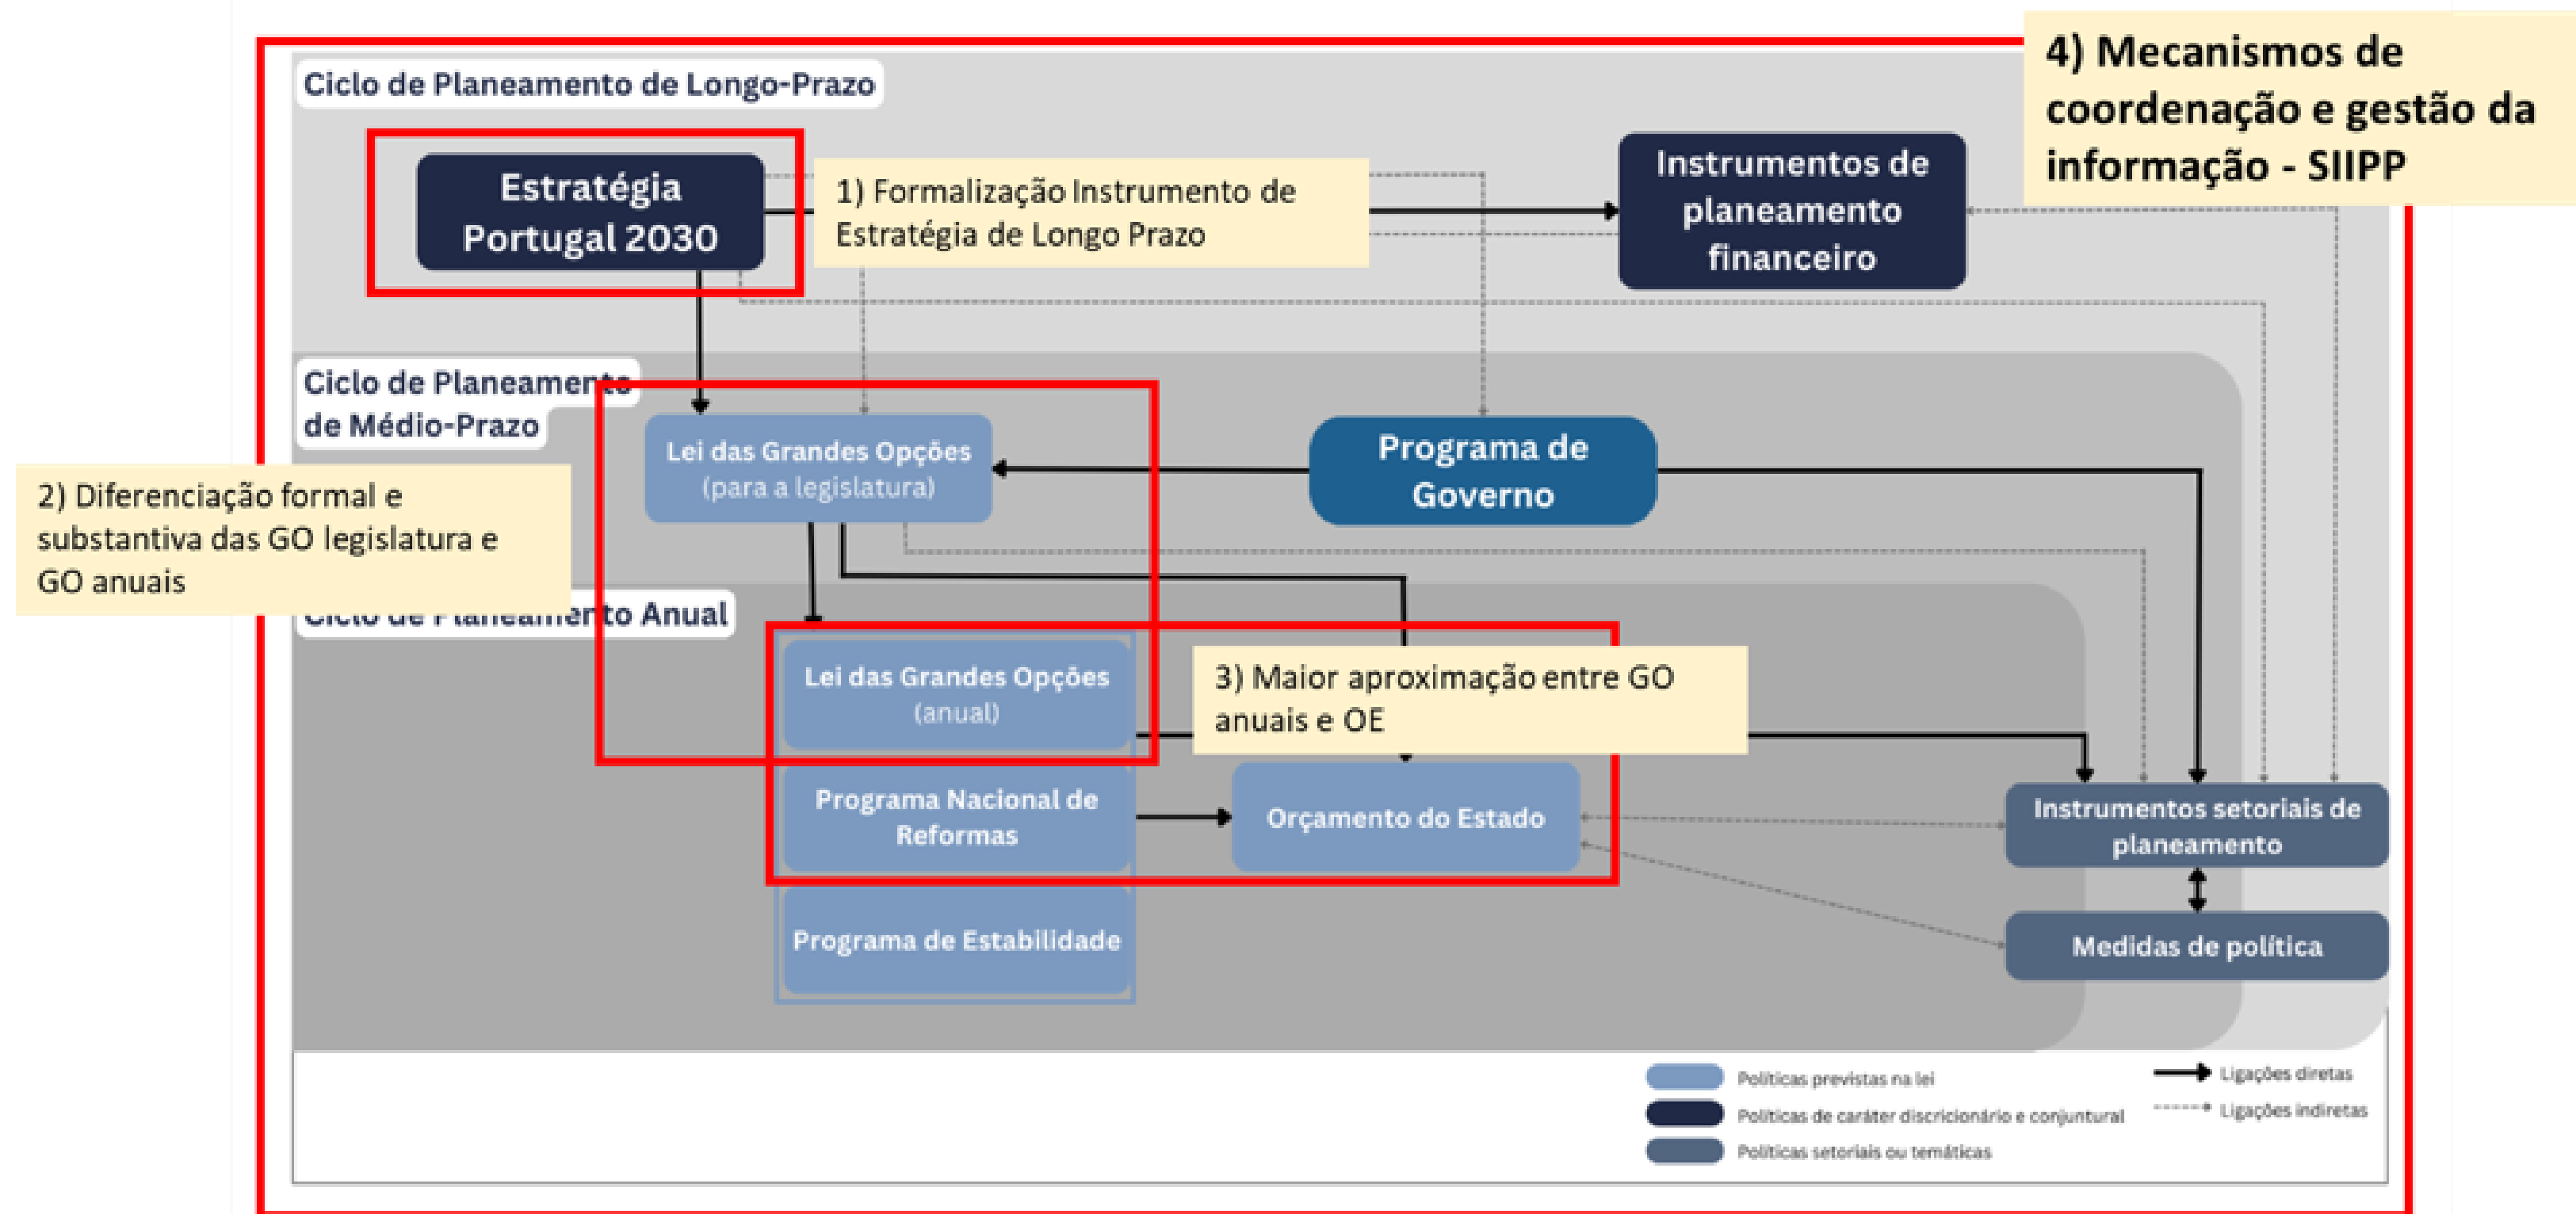 Ciclo de Planeamento de Longo-Prazo
4) Mecanismos de
coordenação e gestão da
informação - SIIPP
Estratégia
Portugal 2030
1) Formalização Instrumento de
Estratégia de Longo Prazo
Instrumentos de
planeamento
financeiro
Ciclo de Planeamento
de Médio-Prazo
Lei das Grandes Opções
(para a legislatura)
Programa de
Governo
2) Diferenciação formal e
substantiva das GO legislatura e
GO anuais
Ciclo de Planeamento Anual
Lei das Grandes Opções
(anual)
3) Maior aproximação entre GO
anuais e OE
Programa Nacional de
Reformas
Orçamento do Estado
Instrumentos setoriais de
planeamento
Programa de Estabilidade
Medidas de política
Políticas previstas na lei
Políticas de caráter discricionário e conjuntural
Políticas setoriais ou temáticas
Ligações diretas
Ligações indiretas